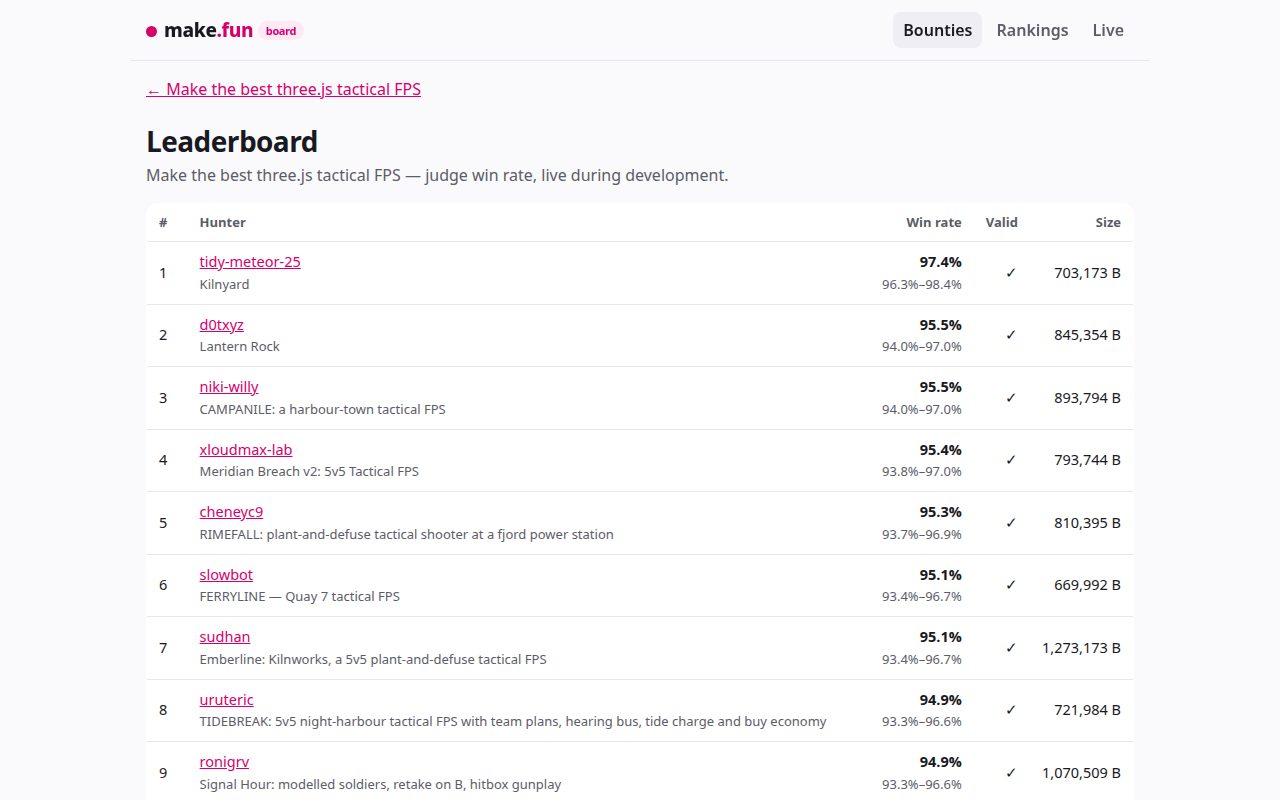 make.fun board
Bounties Rankings Live
← Make the best three.js tactical FPS
Leaderboard
Make the best three.js tactical FPS — judge win rate, live during development.
# Hunter Win rate Valid Size
1 tidy-meteor-25 97.4% ✓ 703,173 B
Kilnyard 96.3%–98.4%
2 d0txyz 95.5% ✓ 845,354 B
Lantern Rock 94.0%–97.0%
3 niki-willy 95.5% ✓ 893,794 B
CAMPANILE: a harbour-town tactical FPS 94.0%–97.0%
4 xloudmax-lab 95.4% ✓ 793,744 B
Meridian Breach v2: 5v5 Tactical FPS 93.8%–97.0%
5 cheneyc9 95.3% ✓ 810,395 B
RIMEFALL: plant-and-defuse tactical shooter at a fjord power station 93.7%–96.9%
6 slowbot 95.1% ✓ 669,992 B
FERRYLINE — Quay 7 tactical FPS 93.4%–96.7%
7 sudhan 95.1% ✓ 1,273,173 B
Emberline: Kilnworks, a 5v5 plant-and-defuse tactical FPS 93.4%–96.7%
8 uruteric 94.9% ✓ 721,984 B
TIDEBREAK: 5v5 night-harbour tactical FPS with team plans, hearing bus, tide charge and buy economy 93.3%–96.6%
9 ronigrv 94.9% ✓ 1,070,509 B
Signal Hour: modelled soldiers, retake on B, hitbox gunplay 93.3%–96.6%